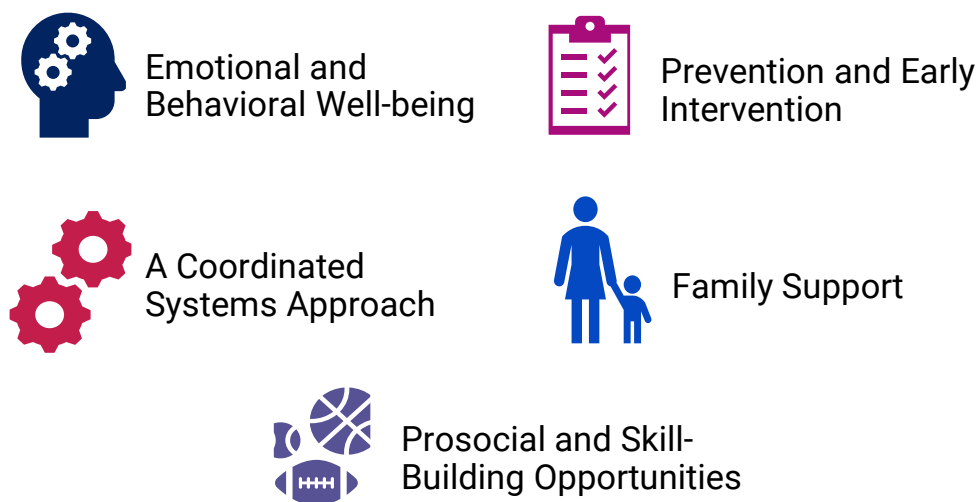 Emotional and
Behavioral Well-being
Prevention and Early
Intervention
A Coordinated
Systems Approach
Family Support
Prosocial and Skill-
Building Opportunities